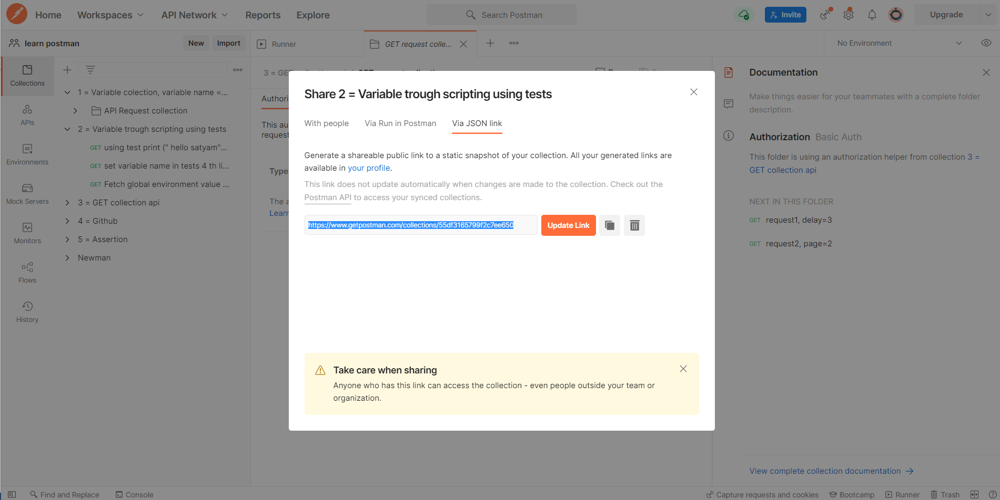 Home
Workspaces
API Network
Reports
Explore
Search Postman
Invite
Upgrade
learn postman
New
Import
Runner
GET request colle...
No Environment
Collections
APIs
Environments
Mock Servers
Monitors
Flows
History
1 = Variable colection, variable name =...
API Request collection
2 = Variable trough scripting using tests
GET using test print (" hello satyam"...
GET set variable name in tests 4 th li...
GET Fetch global environment value ...
3 = GET collection api
4 = Github
5 = Assertion
Newman
3 = GE
Authori
This au
request
Type
The a
Learn
Share 2 = Variable trough scripting using tests
With people
Via Run in Postman
Via JSON link
Generate a shareable public link to a static snapshot of your collection. All your generated links are
available in your profile.
This link does not update automatically when changes are made to the collection. Check out the
Postman API to access your synced collections.
https://www.getpostman.com/collections/55df3165799f2c7ee650
Update Link
Take care when sharing
Anyone who has this link can access the collection - even people outside your team or
organization.
Documentation
Make things easier for your teammates with a complete folder
description.
Authorization Basic Auth
This folder is using an authorization helper from collection 3 =
GET collection api
NEXT IN THIS FOLDER
GET request1, delay=3
GET request2, page=2
View complete collection documentation
Find and Replace
Console
Capture requests and cookies
Bootcamp
Runner
Trash